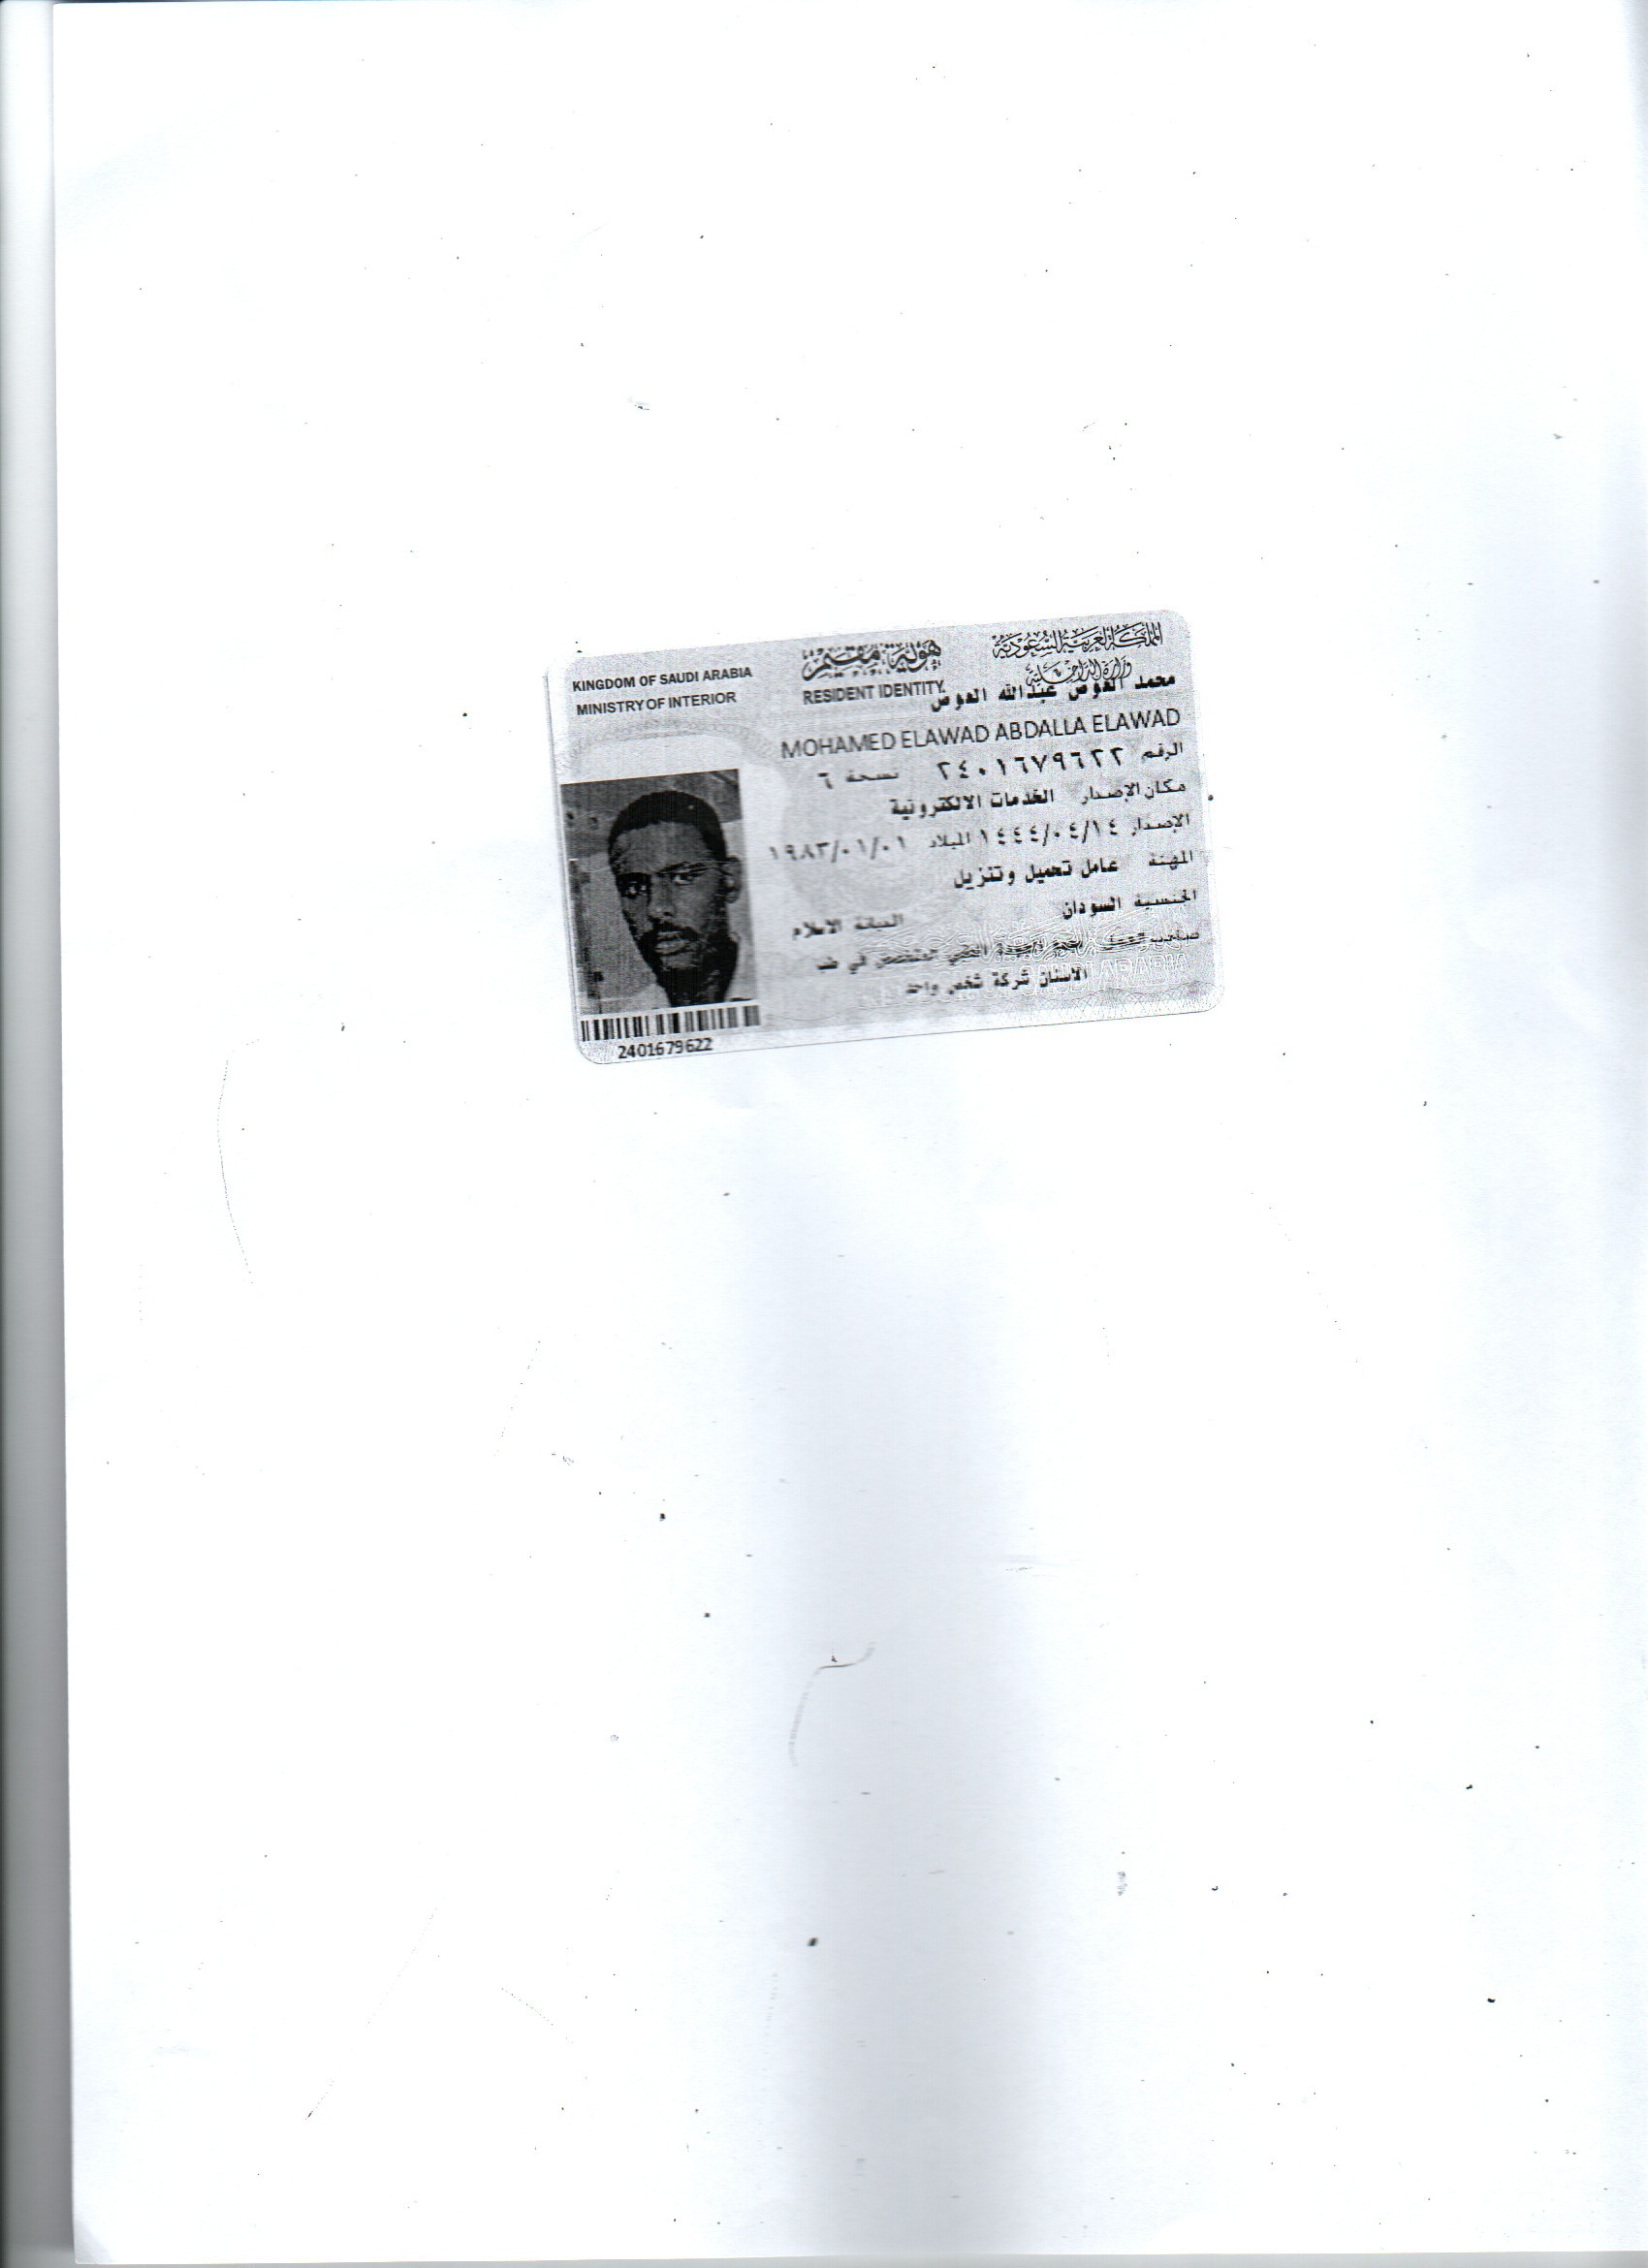 المملكة العربية السعودية
وزارة الداخلية
هوية مقيم
RESIDENT IDENTITY
KINGDOM OF SAUDI ARABIA
MINISTRY OF INTERIOR
محمد العوض عبدالله العوض
MOHAMED ELAWAD ABDALLA ELAWAD
الرقم ٢٤٠١٦٧٩٦٢٢ نسخة ٦
مكان الإصدار الخدمات الالكترونية
الإصدار ١٤٤٤/٠٤/١٤ الميلاد ١٩٨٣/٠١/٠١
المهنة عامل تحميل وتنزيل
الجنسية السودان الديانة الاسلام
صاحب العمل الطبي المتخصص في طب
الاسنان شركة شخص واحد
2401679622